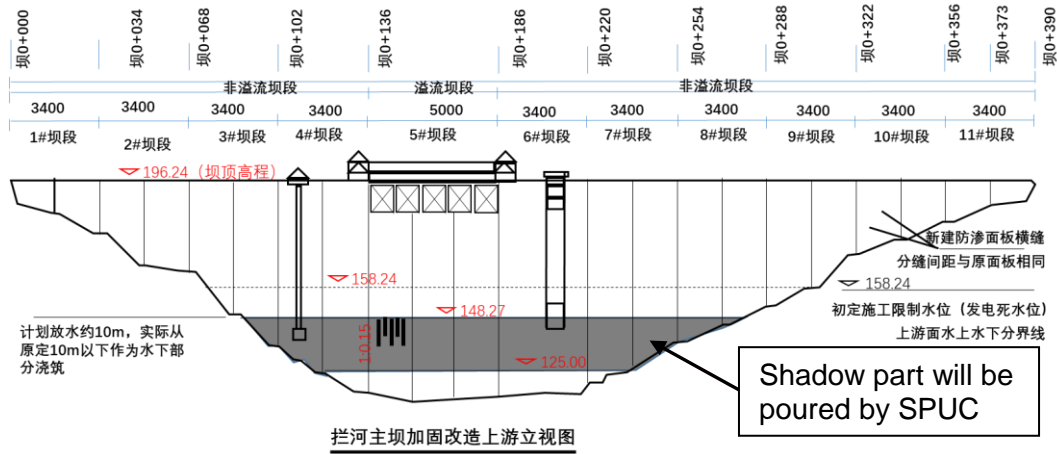 坝0+000
坝0+034
坝0+068
坝0+102
坝0+136
坝0+186
坝0+220
坝0+254
坝0+288
坝0+322
坝0+356
坝0+373
坝0+390
非溢流坝段
溢流坝段
非溢流坝段
3400
3400
3400
3400
5000
3400
3400
3400
3400
3400
3400
1#坝段
2#坝段
3#坝段
4#坝段
5#坝段
6#坝段
7#坝段
8#坝段
9#坝段
10#坝段
11#坝段
196.24（坝顶高程）
新建防渗面板横缝
分缝间距与原面板相同
158.24
158.24
148.27
初定施工限制水位（发电死水位）
上游面水上水下分界线
计划放水约10m，实际从
原定10m以下作为水下部
分浇筑
1:0.15
125.00
Shadow part will be
poured by SPUC
拦河主坝加固改造上游立视图